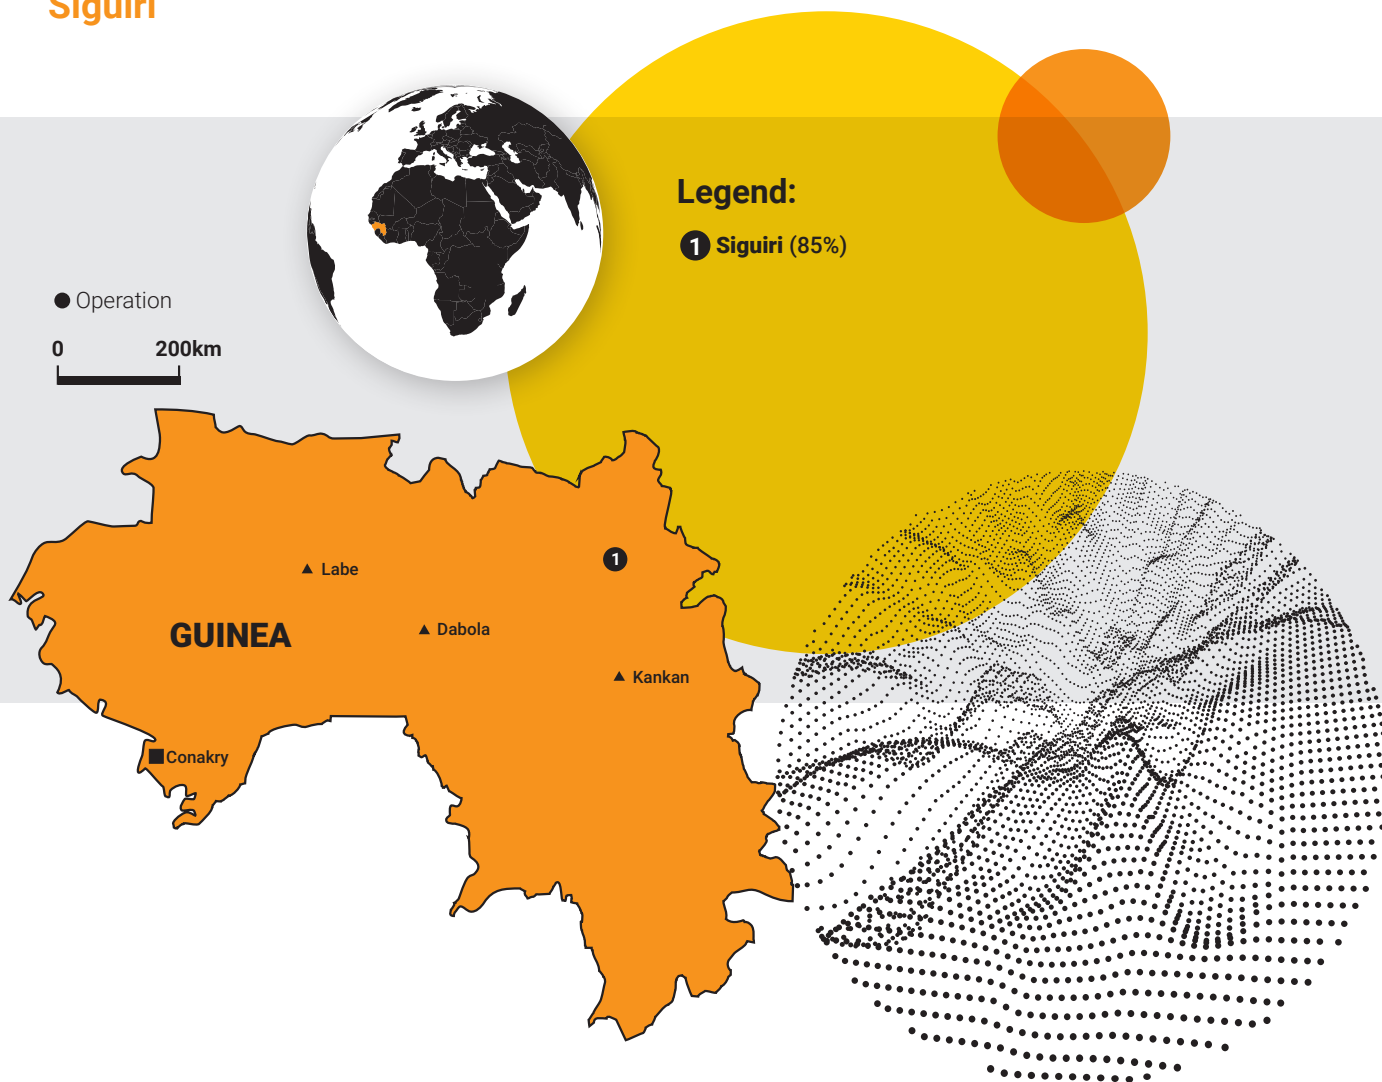 Siguiri
Legend:
1 Siguiri (85%)
Operation
0 200km
1
Labe
GUINEA
Dabola
Kankan
Conakry